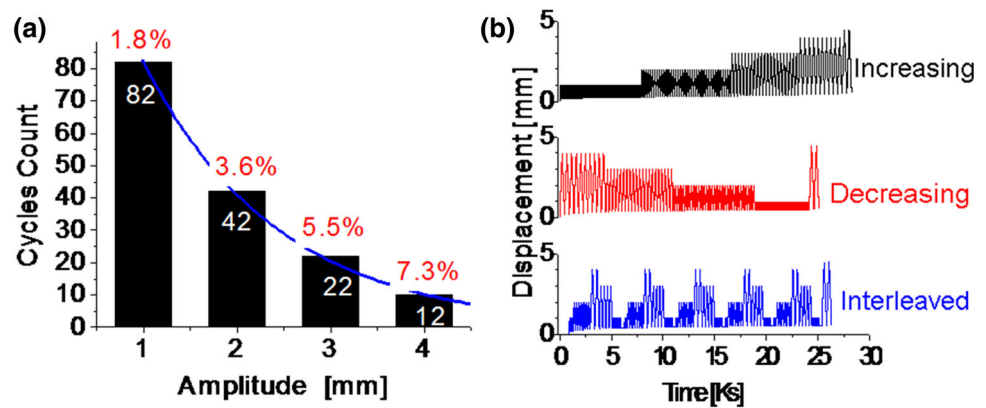 (a)
Cycles Count
80
70
60
50
40
30
20
10
0
1.8%
82
3.6%
42
5.5%
22
7.3%
12
1 2 3 4
Amplitude [mm]
(b)
Displacement [mm]
5
0
Increasing
5
0
Decreasing
5
0
Interleaved
0 5 10 15 20 25 30
Time [Ks]